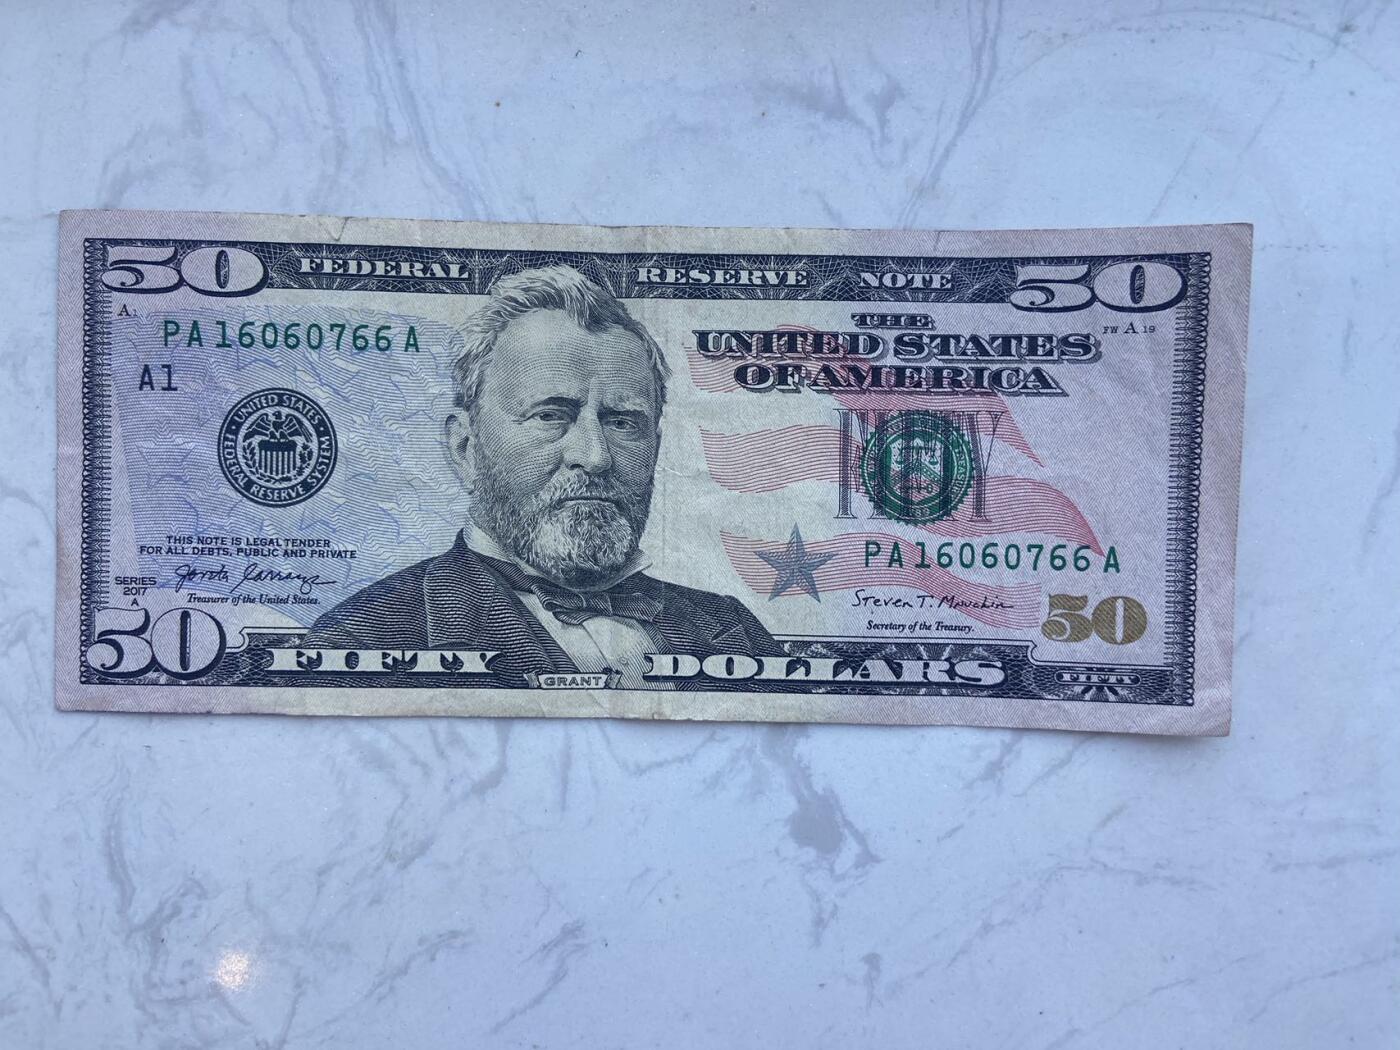 50 FEDERAL RESERVE NOTE 50
A1
FW A 19
PA 16060766 A
A1
UNITED STATES
FEDERAL RESERVE SYSTEM
THE
UNITED STATES
OF AMERICA
FIFTY
THIS NOTE IS LEGAL TENDER
FOR ALL DEBTS, PUBLIC AND PRIVATE
PA 16060766 A
SERIES
2017
A
Treasurer of the United States.
Steven T. Mnuchin
Secretary of the Treasury.
50
50 FIFTY GRANT DOLLARS FIFTY